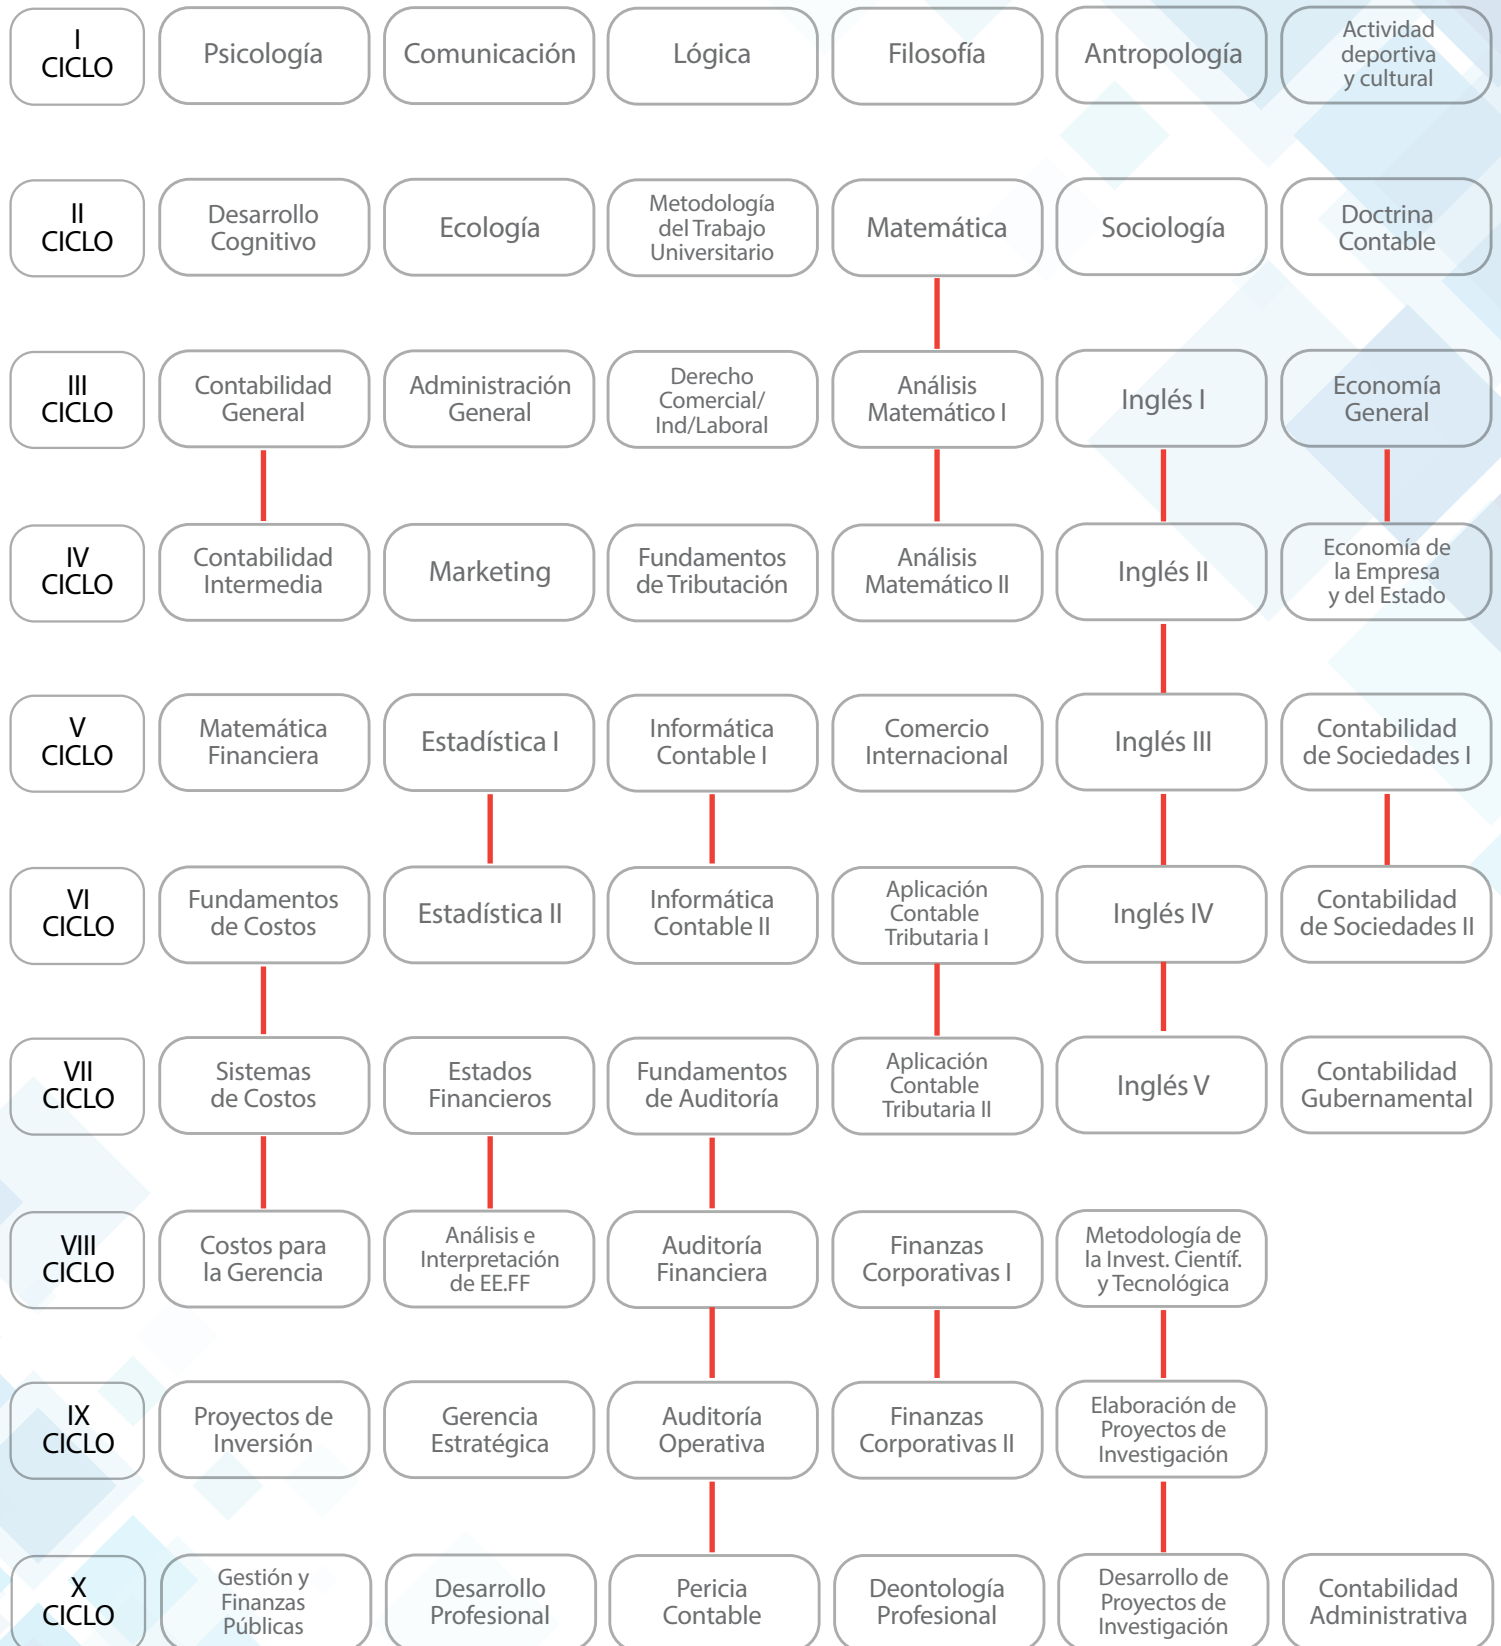 I
CICLO
Psicología
Comunicación
Lógica
Filosofía
Antropología
Actividad
deportiva
y cultural
II
CICLO
Desarrollo
Cognitivo
Ecología
Metodología
del Trabajo
Universitario
Matemática
Sociología
Doctrina
Contable
III
CICLO
Contabilidad
General
Administración
General
Derecho
Comercial/
Ind/Laboral
Análisis
Matemático I
Inglés I
Economía
General
IV
CICLO
Contabilidad
Intermedia
Marketing
Fundamentos
de Tributación
Análisis
Matemático II
Inglés II
Economía de
la Empresa
y del Estado
V
CICLO
Matemática
Financiera
Estadística I
Informática
Contable I
Comercio
Internacional
Inglés III
Contabilidad
de Sociedades I
VI
CICLO
Fundamentos
de Costos
Estadística II
Informática
Contable II
Aplicación
Contable
Tributaria I
Inglés IV
Contabilidad
de Sociedades II
VII
CICLO
Sistemas
de Costos
Estados
Financieros
Fundamentos
de Auditoría
Aplicación
Contable
Tributaria II
Inglés V
Contabilidad
Gubernamental
VIII
CICLO
Costos para
la Gerencia
Análisis e
Interpretación
de EE.FF
Auditoría
Financiera
Finanzas
Corporativas I
Metodología de
la Invest. Científ.
y Tecnológica
IX
CICLO
Proyectos de
Inversión
Gerencia
Estratégica
Auditoría
Operativa
Finanzas
Corporativas II
Elaboración de
Proyectos de
Investigación
X
CICLO
Gestión y
Finanzas
Públicas
Desarrollo
Profesional
Pericia
Contable
Deontología
Profesional
Desarrollo de
Proyectos de
Investigación
Contabilidad
Administrativa